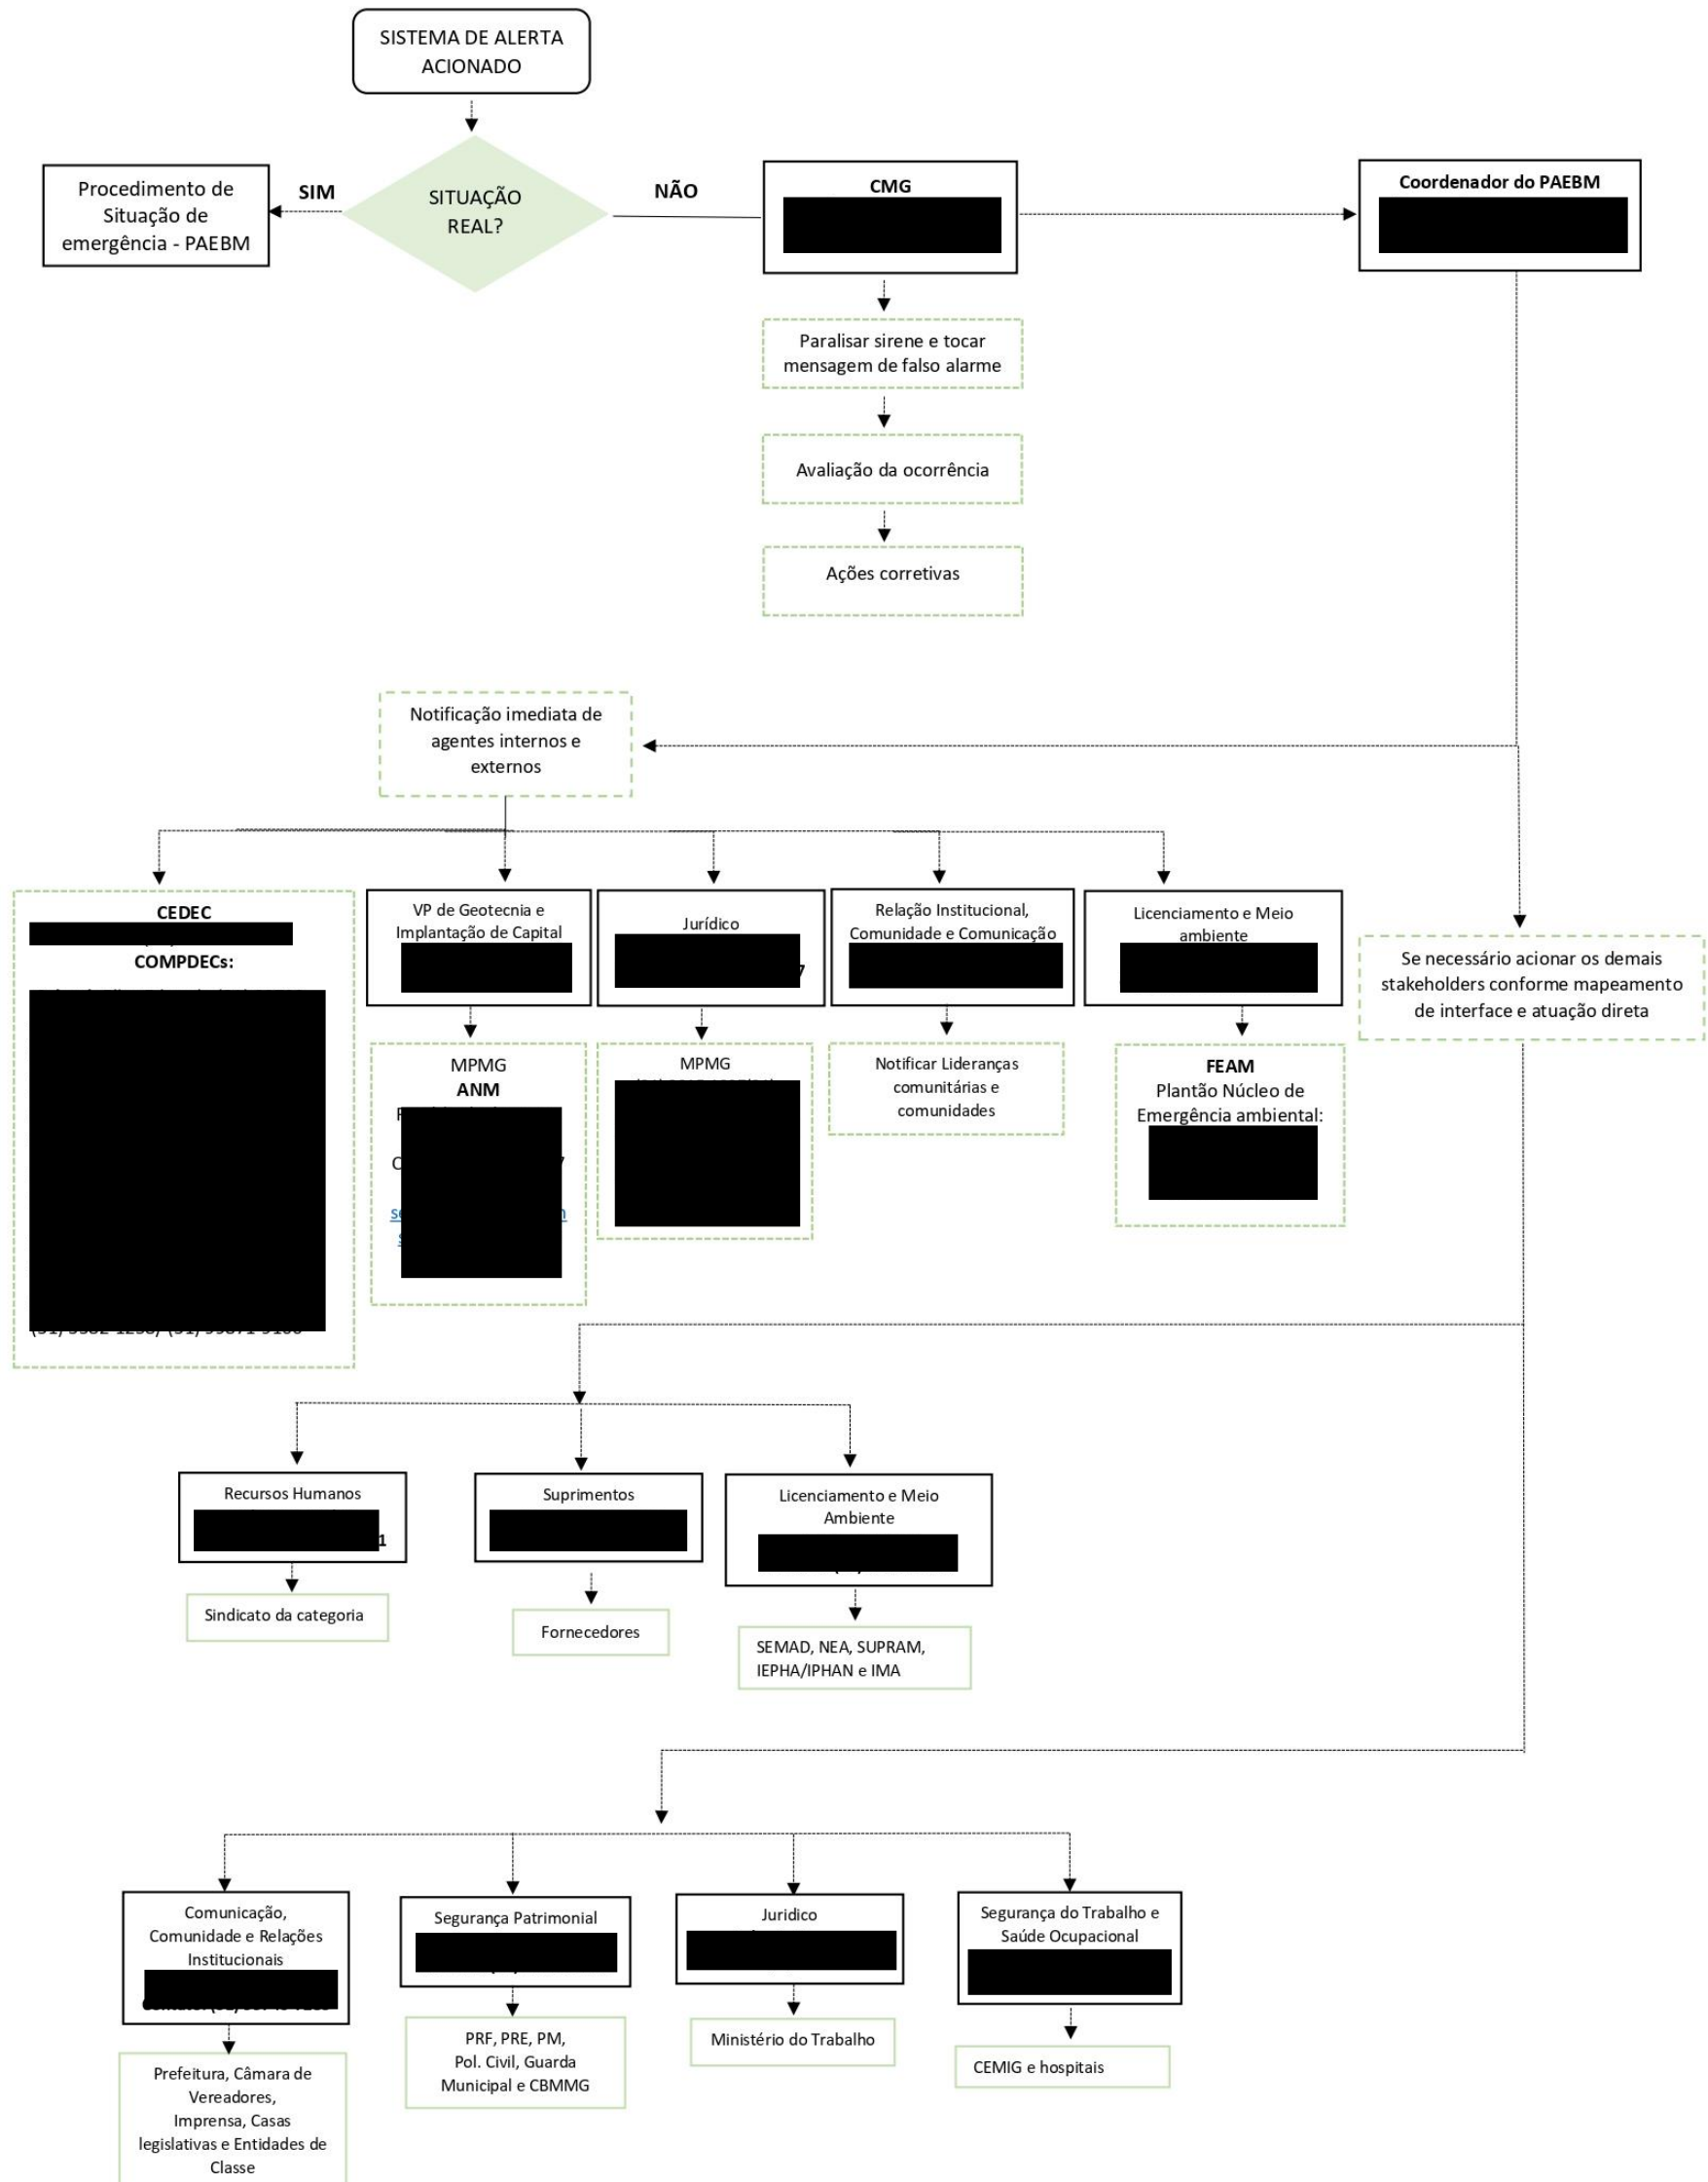 SISTEMA DE ALERTA
ACIONADO
SITUAÇÃO
REAL?
SIM
NÃO
Procedimento de
Situação de
emergência - PAEBM
CMG
Coordenador do PAEBM
Paralisar sirene e tocar
mensagem de falso alarme
Avaliação da ocorrência
Ações corretivas
Notificação imediata de
agentes internos e
externos
CEDEC
COMPDECs:
VP de Geotecnia e
Implantação de Capital
Jurídico
Relação Institucional,
Comunidade e Comunicação
Licenciamento e Meio
ambiente
Se necessário acionar os demais
stakeholders conforme mapeamento
de interface e atuação direta
MPMG
ANM
MPMG
Notificar Lideranças
comunitárias e
comunidades
FEAM
Plantão Núcleo de
Emergência ambiental:
Recursos Humanos
Suprimentos
Licenciamento e Meio
Ambiente
Sindicato da categoria
Fornecedores
SEMAD, NEA, SUPRAM,
IEPHA/IPHAN e IMA
Comunicação,
Comunidade e Relações
Institucionais
Segurança Patrimonial
Juridico
Segurança do Trabalho e
Saúde Ocupacional
Prefeitura, Câmara de
Vereadores,
Imprensa, Casas
legislativas e Entidades de
Classe
PRF, PRE, PM,
Pol. Civil, Guarda
Municipal e CBMMG
Ministério do Trabalho
CEMIG e hospitais